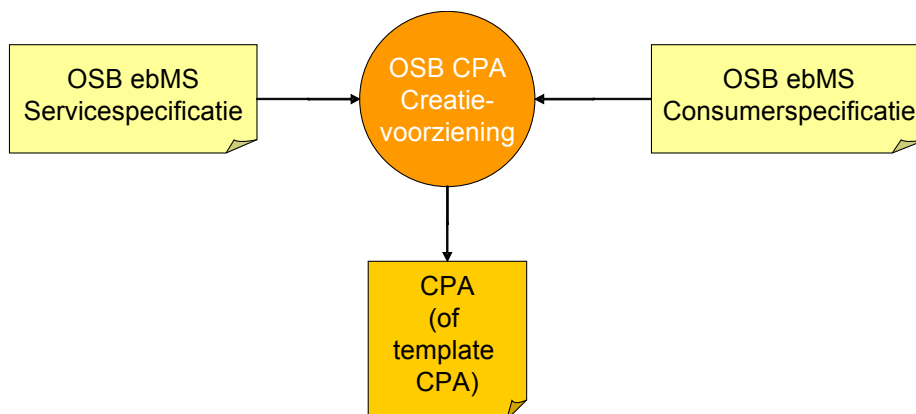 OSB ebMS
Servicespecificatie
OSB CPA
Creatie-
voorziening
OSB ebMS
Consumerspecificatie
CPA
(of
template
CPA)